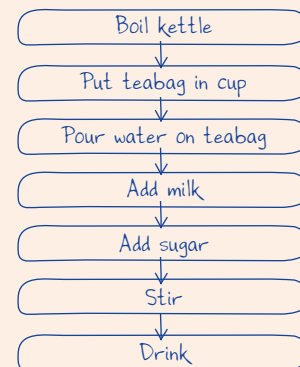 Boil kettle
Put teabag in cup
Pour water on teabag
Add milk
Add sugar
Stir
Drink